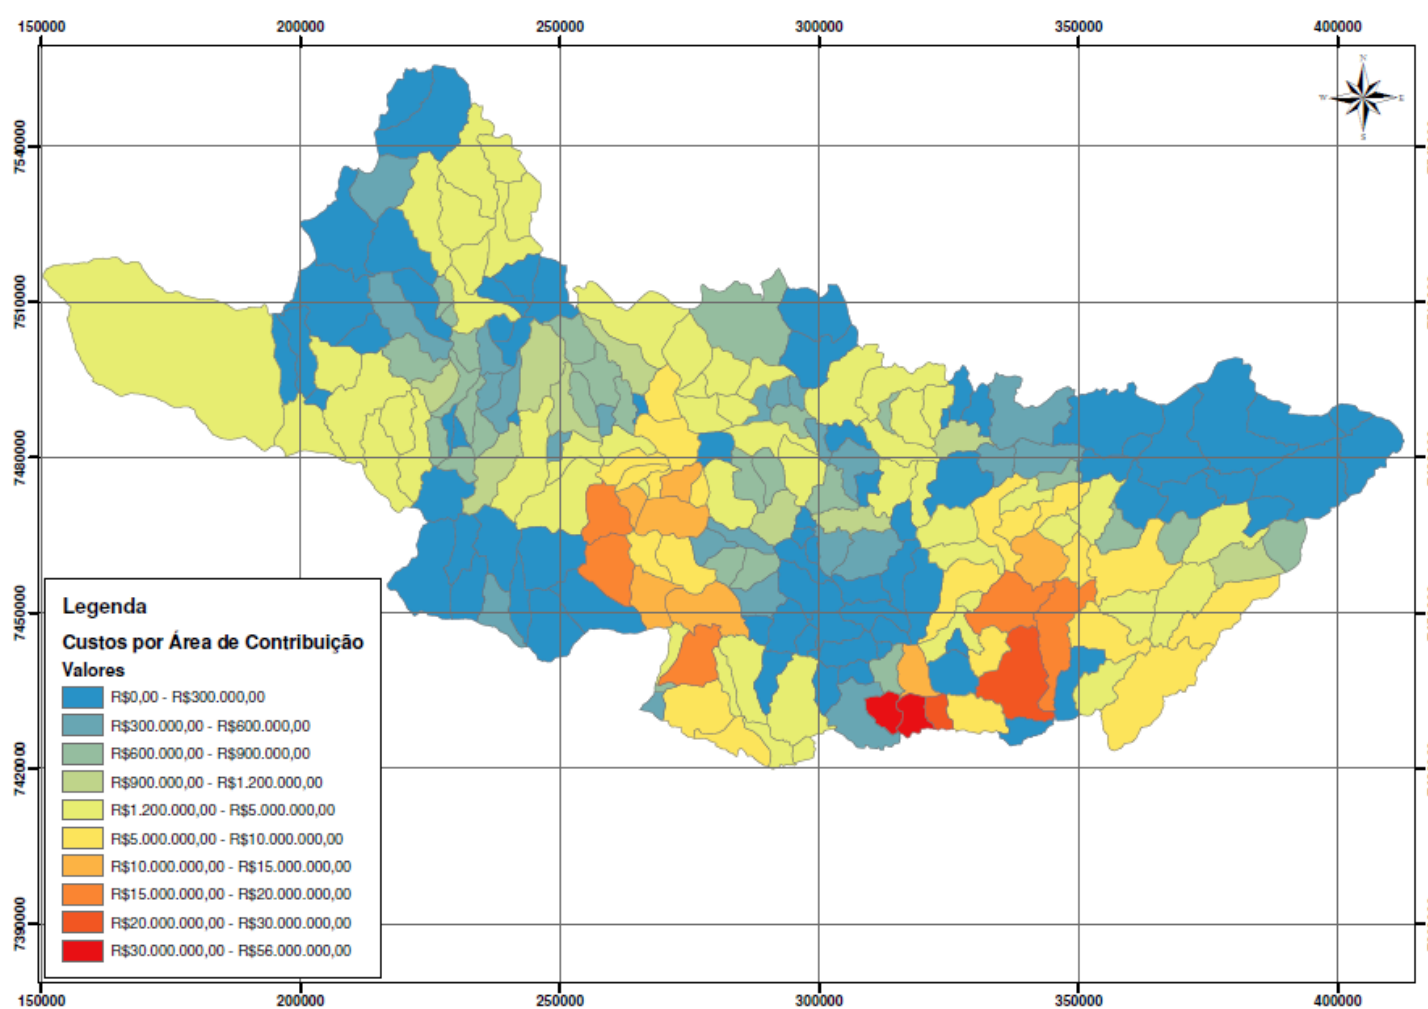 150000 200000 250000 300000 350000 400000
N
W E
S
7540000
7510000
7480000
7450000
7420000
7390000
Legenda
Custos por Área de Contribuição
Valores
R$0,00 - R$300.000,00
R$300.000,00 - R$600.000,00
R$600.000,00 - R$900.000,00
R$900.000,00 - R$1.200.000,00
R$1.200.000,00 - R$5.000.000,00
R$5.000.000,00 - R$10.000.000,00
R$10.000.000,00 - R$15.000.000,00
R$15.000.000,00 - R$20.000.000,00
R$20.000.000,00 - R$30.000.000,00
R$30.000.000,00 - R$56.000.000,00
150000 200000 250000 300000 350000 400000